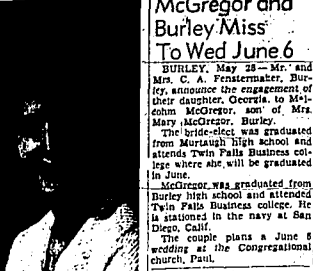 McGregor and
Burley Miss
To Wed June 6
BURLEY, May 28—Mr. and
Mrs. C. A. Fenstermaker, Bur-
ley, announce the engagement of
their daughter, Georgia, to Mal-
cohm McGregor, son of Mrs.
Mary McGregor, Burley.
The bride-elect was graduated
from Murtaugh high school and
attends Twin Falls Business col-
lege where she will be graduated
in June.
McGregor was graduated from
Burley high school and attended
Twin Falls Business college. He
is stationed in the navy at San
Diego, Calif.
The couple plans a June 6
wedding at the Congregational
church, Paul.